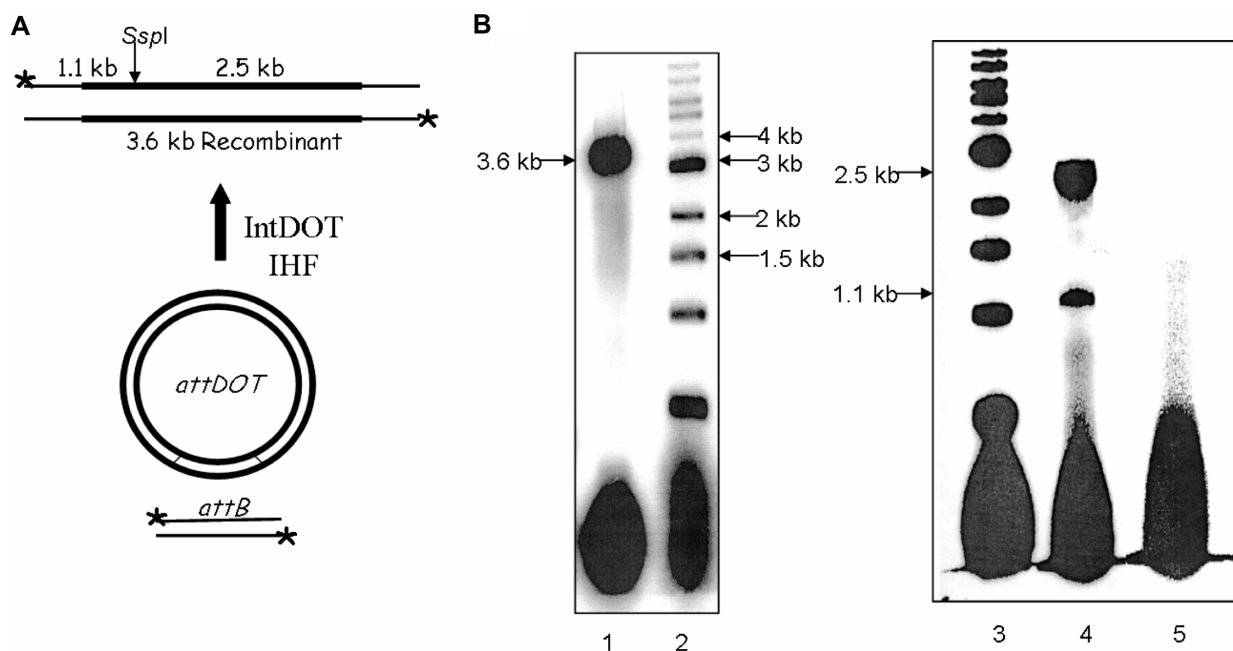 A
SspI
1.1 kb
2.5 kb
3.6 kb Recombinant
IntDOT
IHF
attDOT
attB
B
3.6 kb
4 kb
3 kb
2 kb
1.5 kb
1 2
2.5 kb
1.1 kb
3 4 5